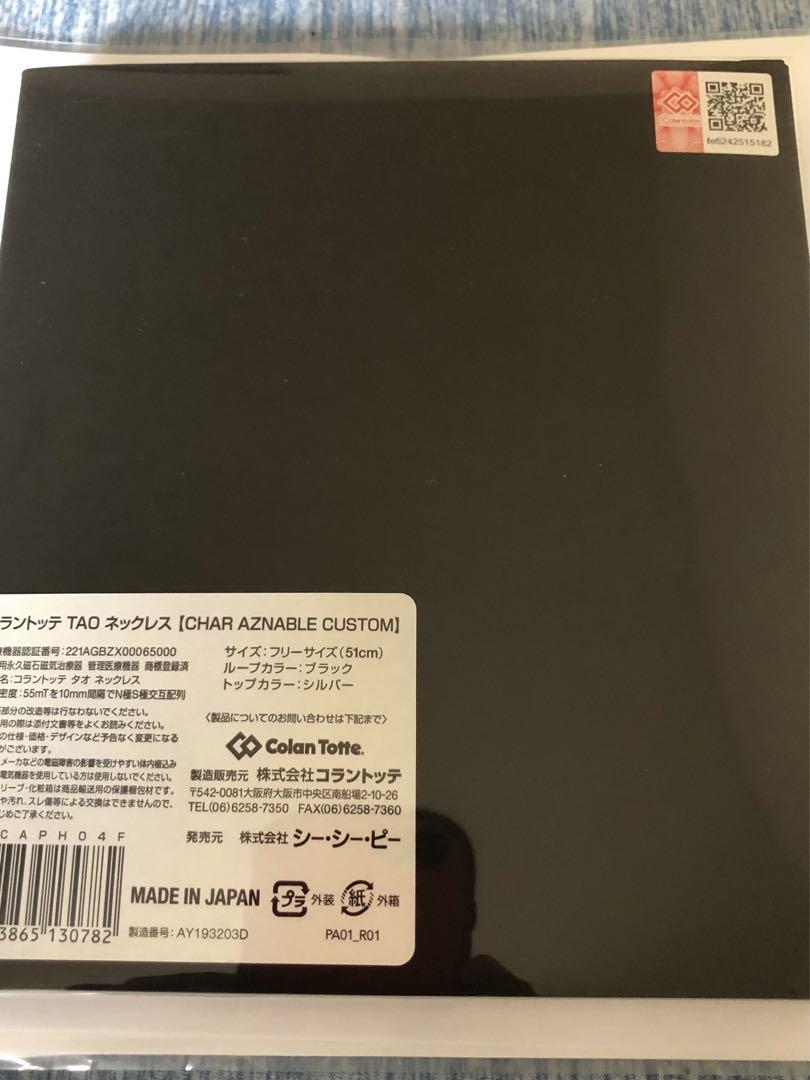 Colantotte
fe6242515182
ラントッテ TAO ネックレス【CHAR AZNABLE CUSTOM】
療機器認証番号:221AGBZX00065000
用永久磁石磁気治療器 管理医療機器 商標登録済
名:コラントッテ タオ ネックレス
密度:55mTを10mm間隔でN極S極交互配列
部分の改造等は行なわないでください。
用の際は添付文書等をよくお読みください。
の仕様・価格・デザインなど予告なく変更になる
がございます。
メーカなどの電磁障害の影響を受けやすい体内植込み
電気機器を使用している方は使用しないでください。
リーブ・化粧箱は商品輸送用の保護梱包材です。
や汚れ、スレ傷等による交換はできませんので、
じめご了承ください。
CAPH04F
3865 130782
サイズ:フリーサイズ(51cm)
ループカラー:ブラック
トップカラー:シルバー
〈製品についてのお問い合わせは下記まで〉
Colan Totte.
製造販売元 株式会社コラントッテ
〒542-0081大阪府大阪市中央区南船場2-10-26
TEL(06)6258-7350 FAX(06)6258-7360
発売元 株式会社 シー・シー・ピー
MADE IN JAPAN プラ 外装 紙 外箱
製造番号:AY193203D PA01_R01